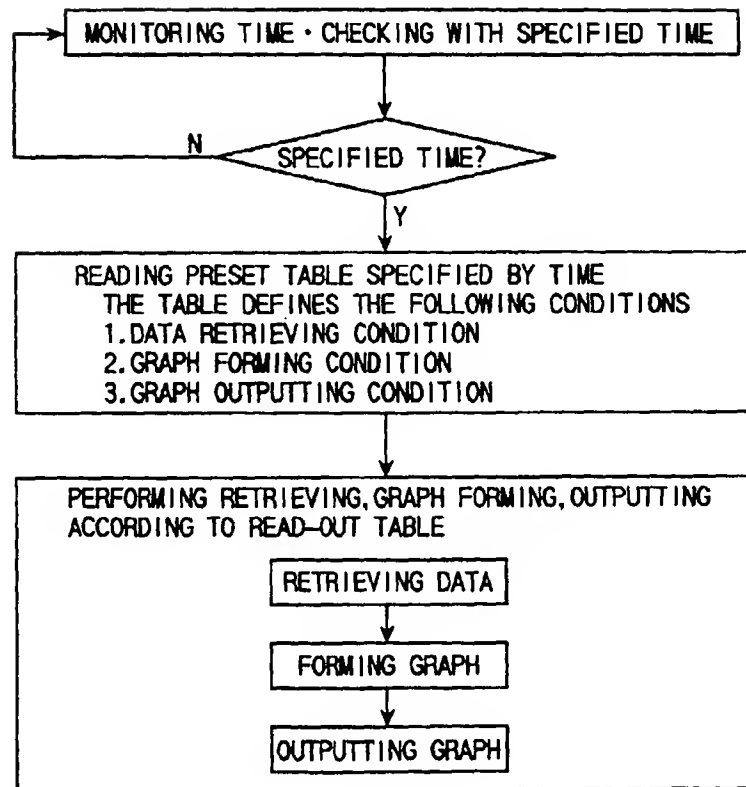 MONITORING TIME・CHECKING WITH SPECIFIED TIME
N
SPECIFIED TIME?
Y
READING PRESET TABLE SPECIFIED BY TIME
THE TABLE DEFINES THE FOLLOWING CONDITIONS
1.DATA RETRIEVING CONDITION
2.GRAPH FORMING CONDITION
3.GRAPH OUTPUTTING CONDITION
PERFORMING RETRIEVING,GRAPH FORMING,OUTPUTTING
ACCORDING TO READ-OUT TABLE
RETRIEVING DATA
FORMING GRAPH
OUTPUTTING GRAPH